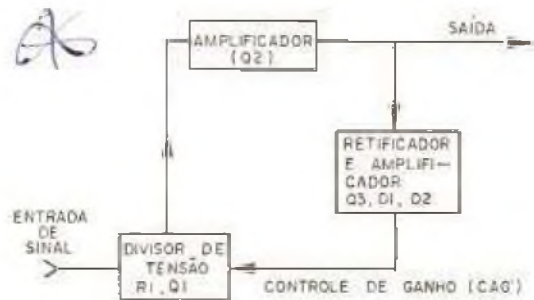 AMPLIFICADOR
(Q2)
SAÍDA
RETIFICADOR
E AMPLIFI-
CADOR
Q3, D1, D2
ENTRADA
DE
SINAL
DIVISOR DE
TENSÃO
R1, Q1
CONTROLE DE GANHO (CAG)